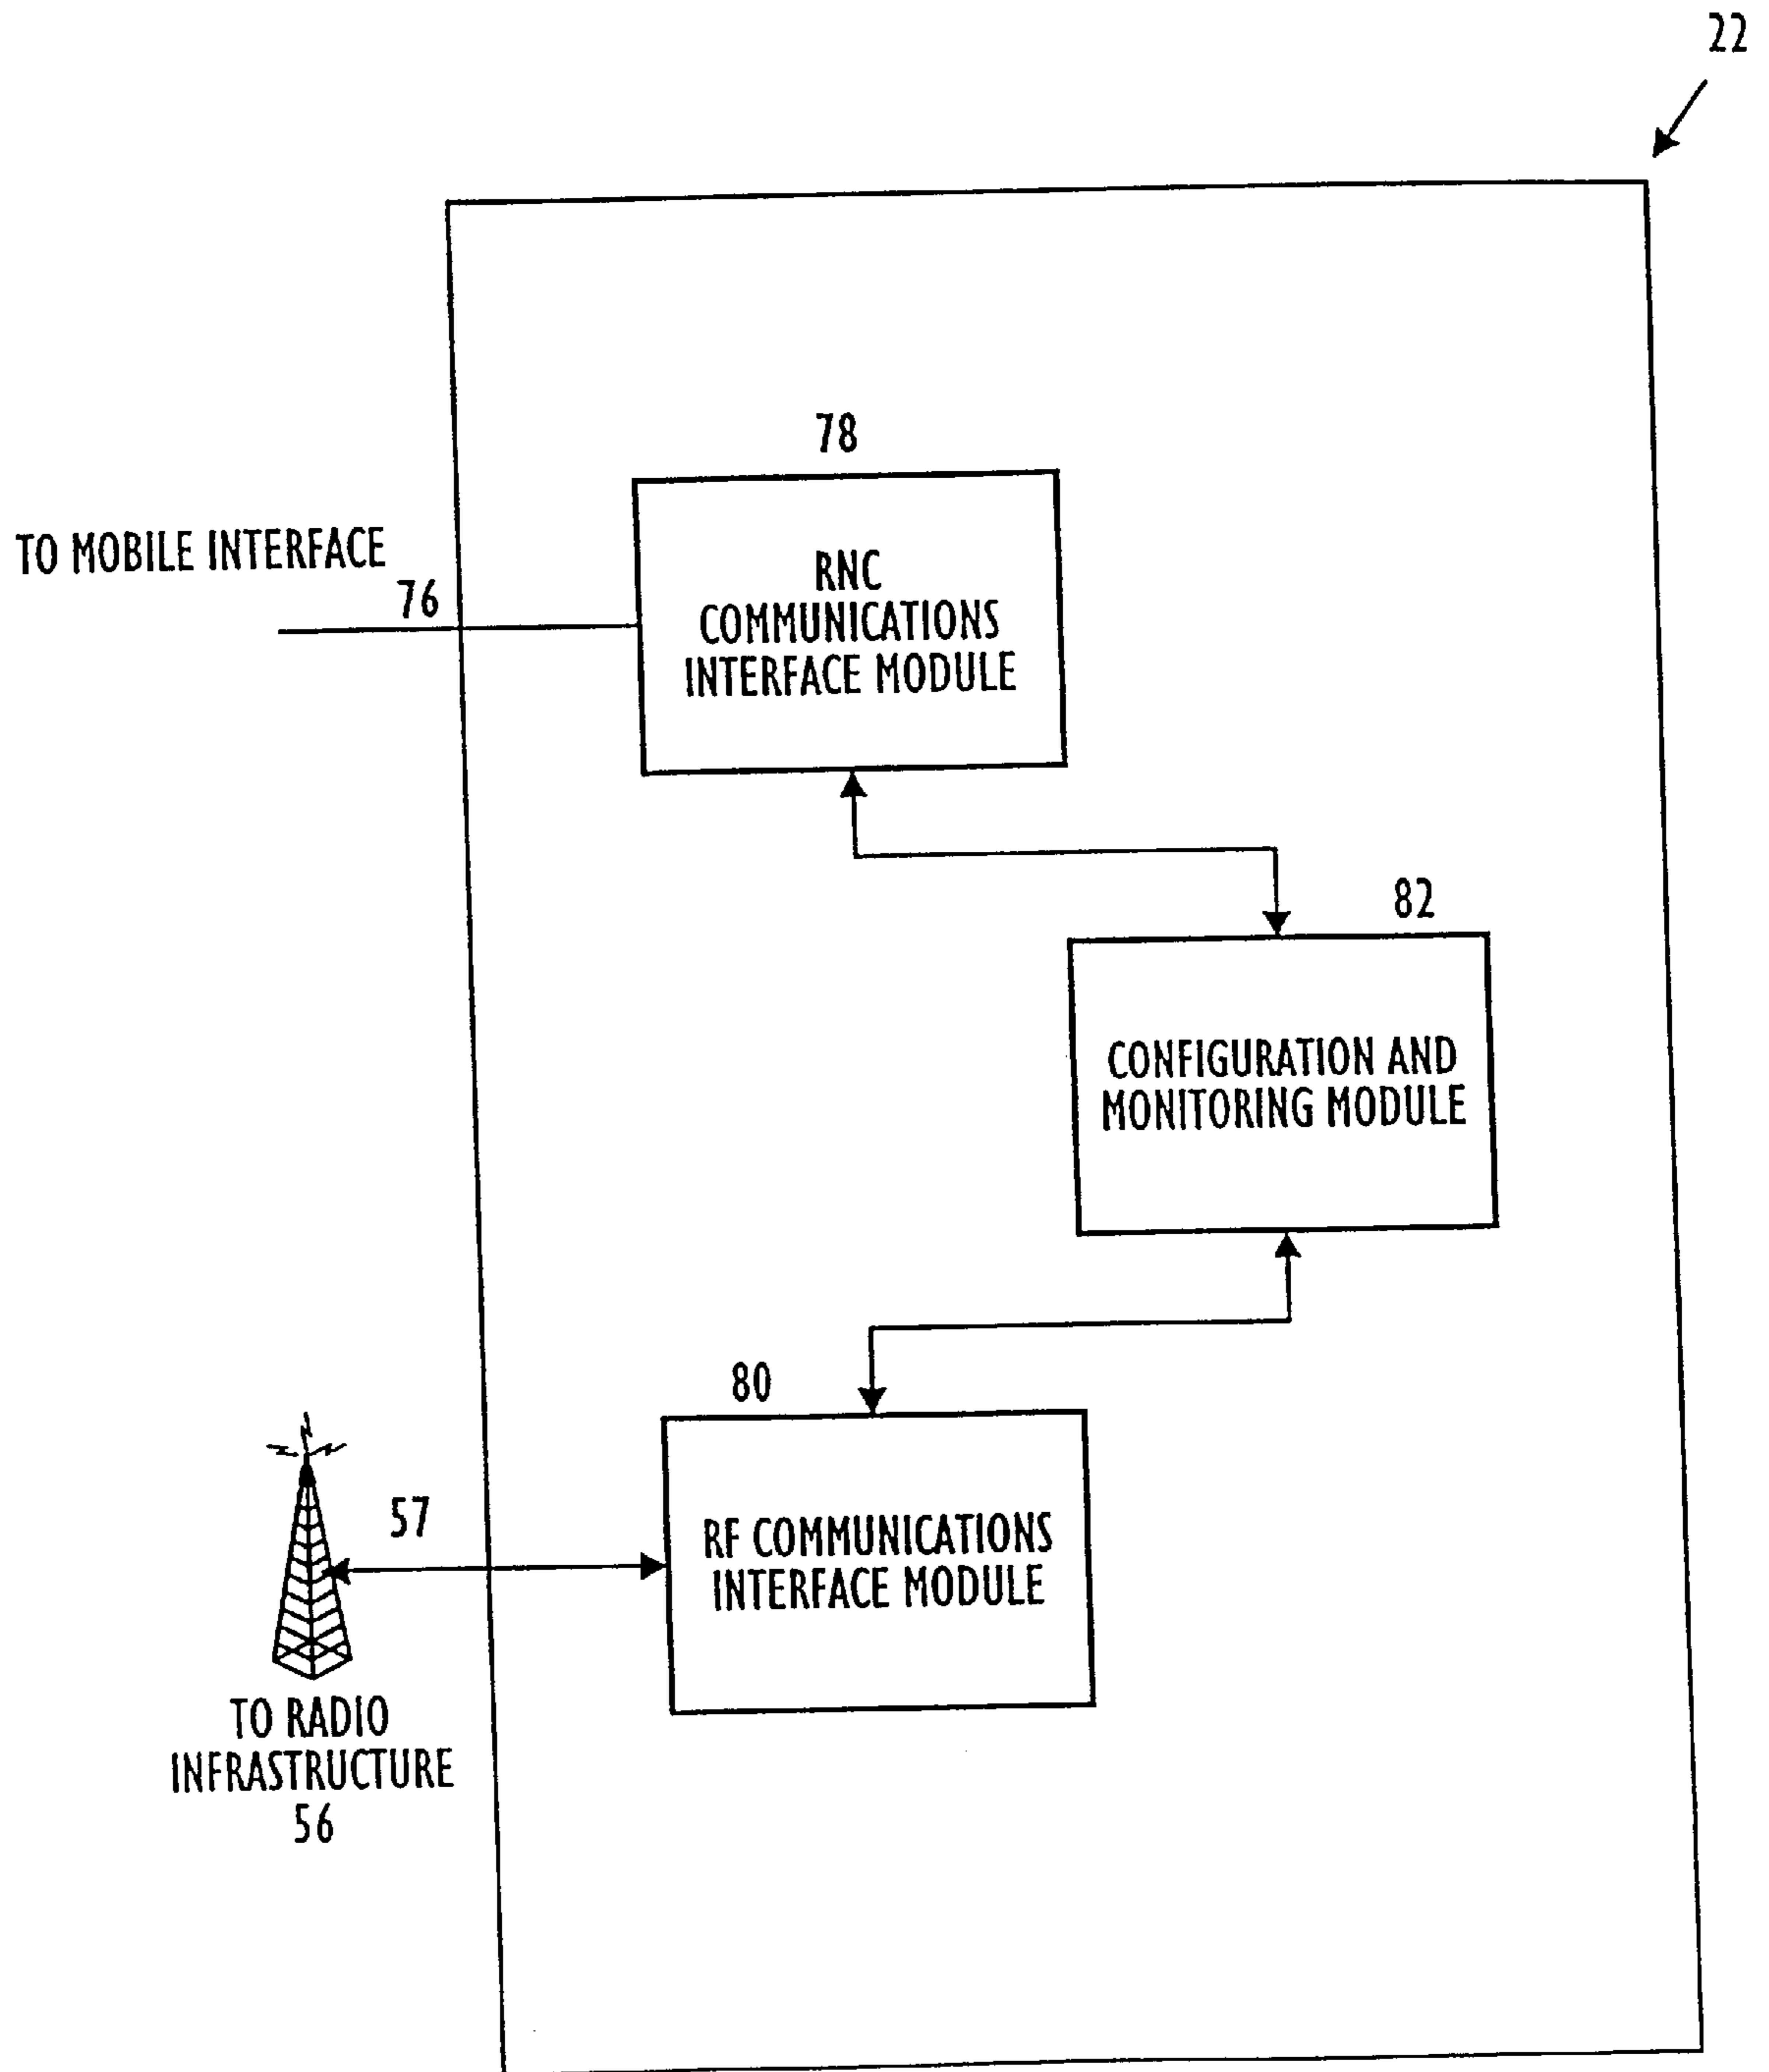 22
78
TO MOBILE INTERFACE
76
RNC
COMMUNICATIONS
INTERFACE MODULE
82
CONFIGURATION AND
MONITORING MODULE
80
57
RF COMMUNICATIONS
INTERFACE MODULE
TO RADIO
INFRASTRUCTURE
56